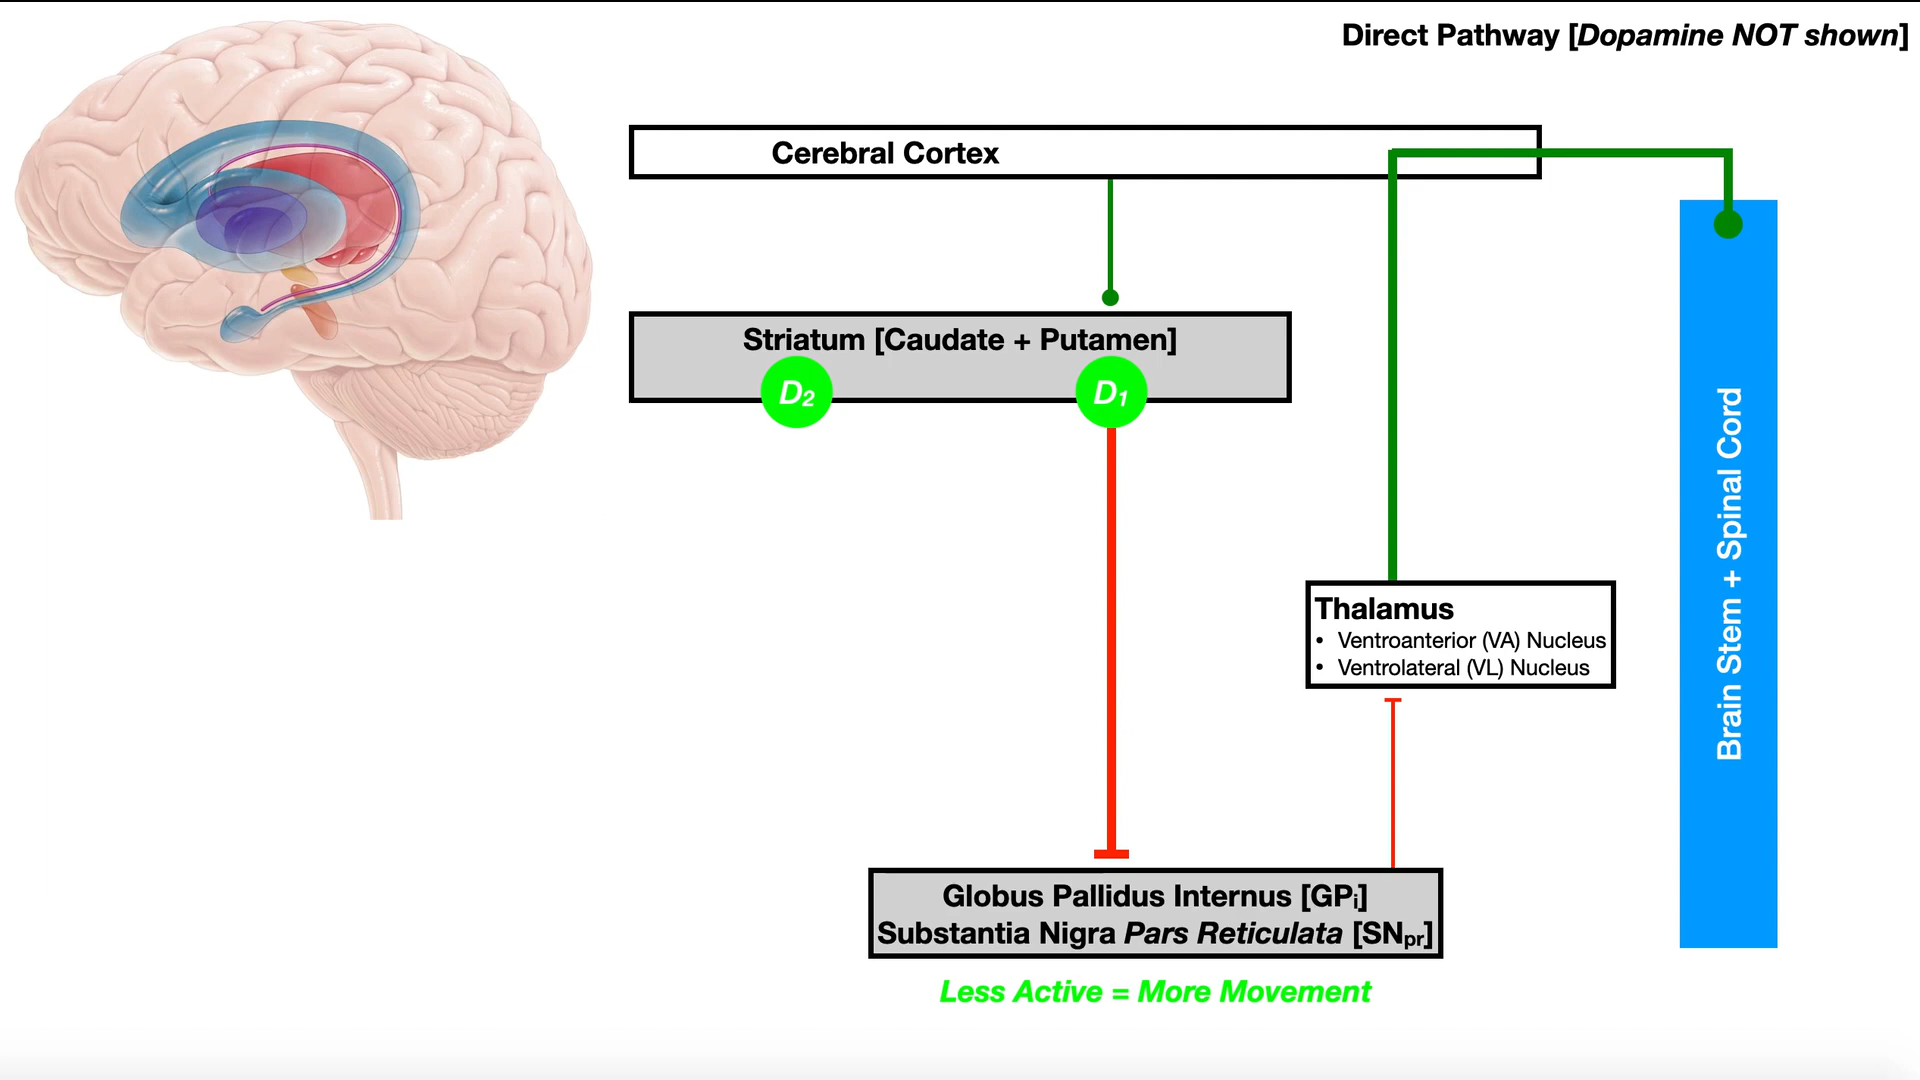 Direct Pathway [Dopamine NOT shown]
Cerebral Cortex
Striatum [Caudate + Putamen]
D₂
D₁
Thalamus
• Ventroanterior (VA) Nucleus
• Ventrolateral (VL) Nucleus
Brain Stem + Spinal Cord
Globus Pallidus Internus [GPᵢ]
Substantia Nigra Pars Reticulata [SNpr]
Less Active = More Movement